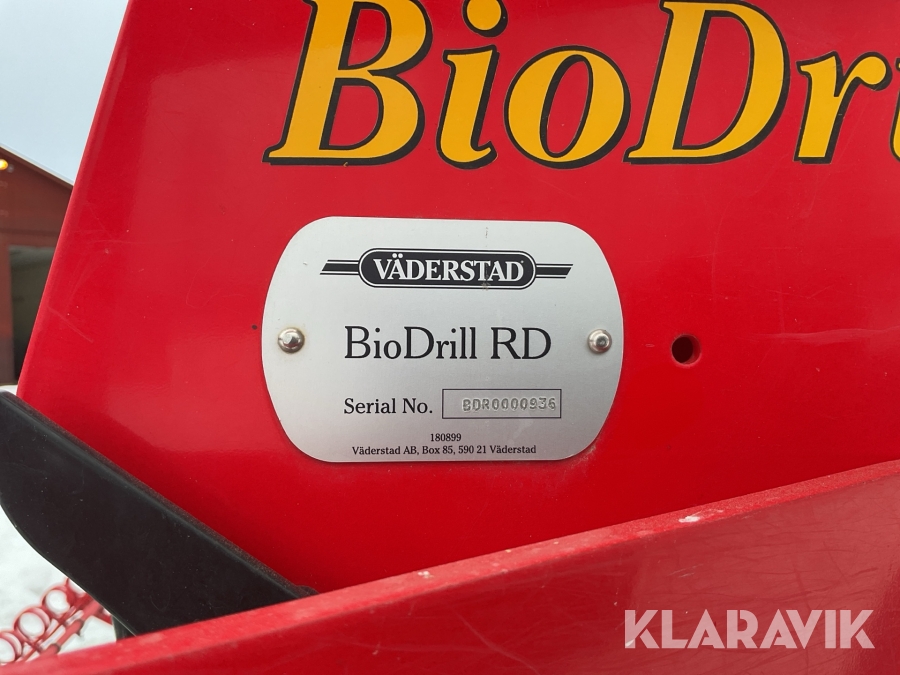 BioDri
VÄDERSTAD
BioDrill RD
Serial No. BDR0000936
180899
Väderstad AB, Box 85, 590 21 Väderstad
KLARAVIK